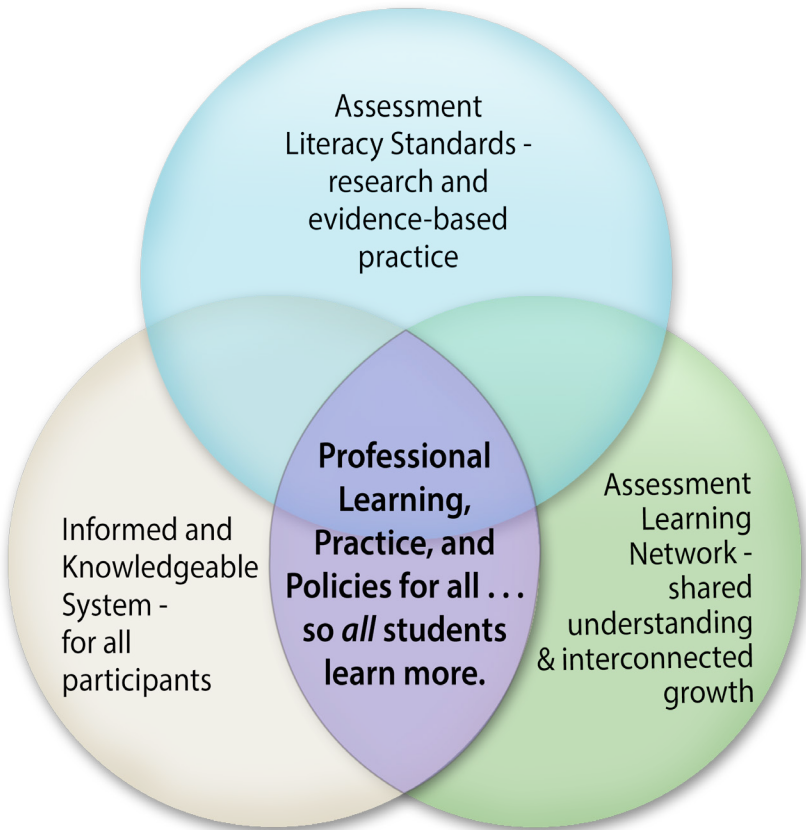 Assessment
Literacy Standards -
research and
evidence-based
practice
Informed and
Knowledgeable
System -
for all
participants
Professional
Learning,
Practice, and
Policies for all . . .
so all students
learn more.
Assessment
Learning
Network -
shared
understanding
& interconnected
growth